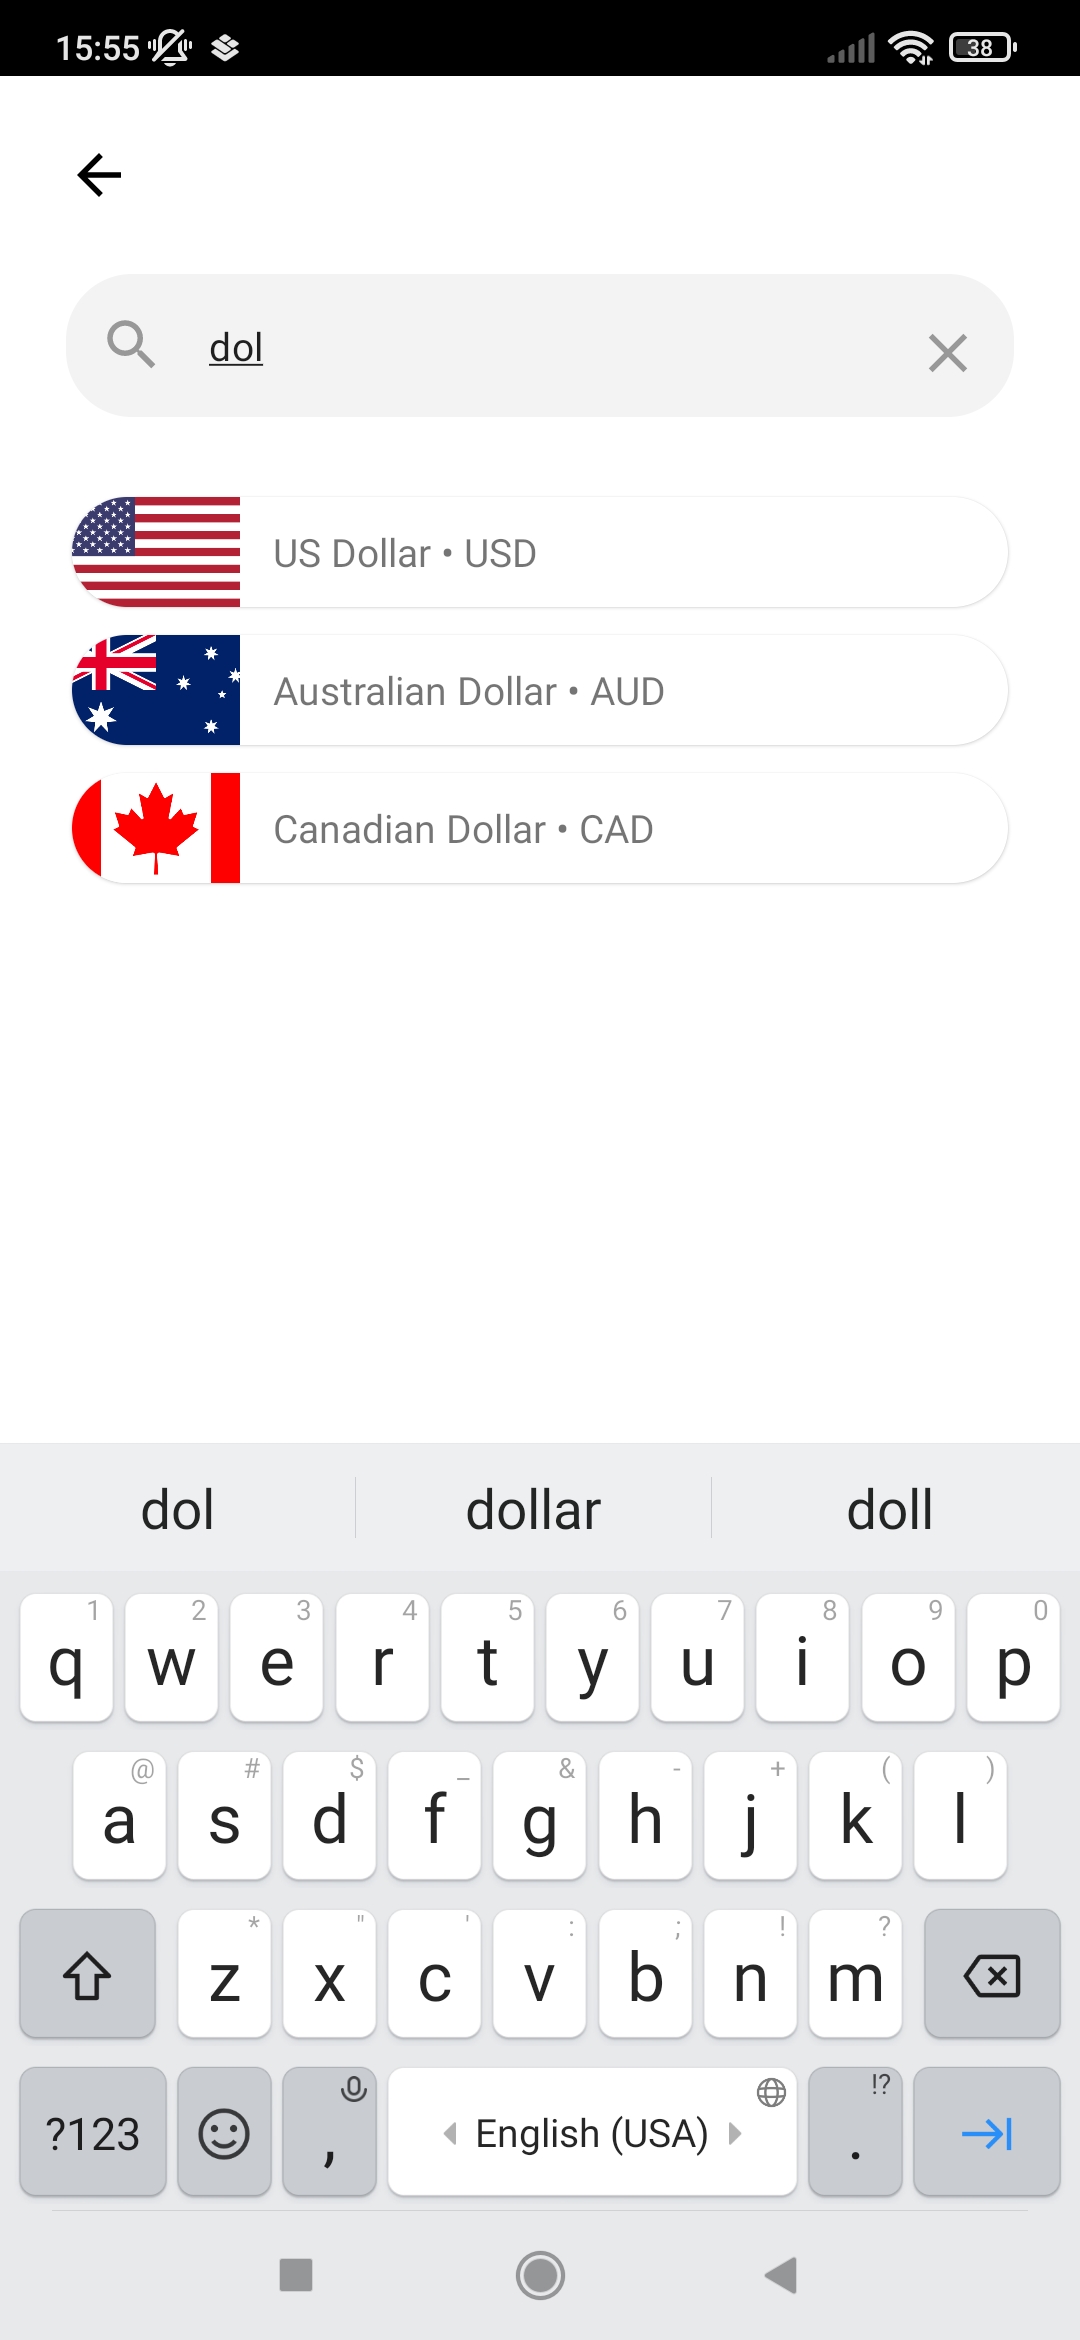 15:55
38
dol
US Dollar • USD
Australian Dollar • AUD
Canadian Dollar • CAD
dol dollar doll
1 2 3 4 5 6 7 8 9 0
q w e r t y u i o p
@ # $ _ & - + ( )
a s d f g h j k l
* " ' : ; ! ?
z x c v b n m
!?
?123 , English (USA) .